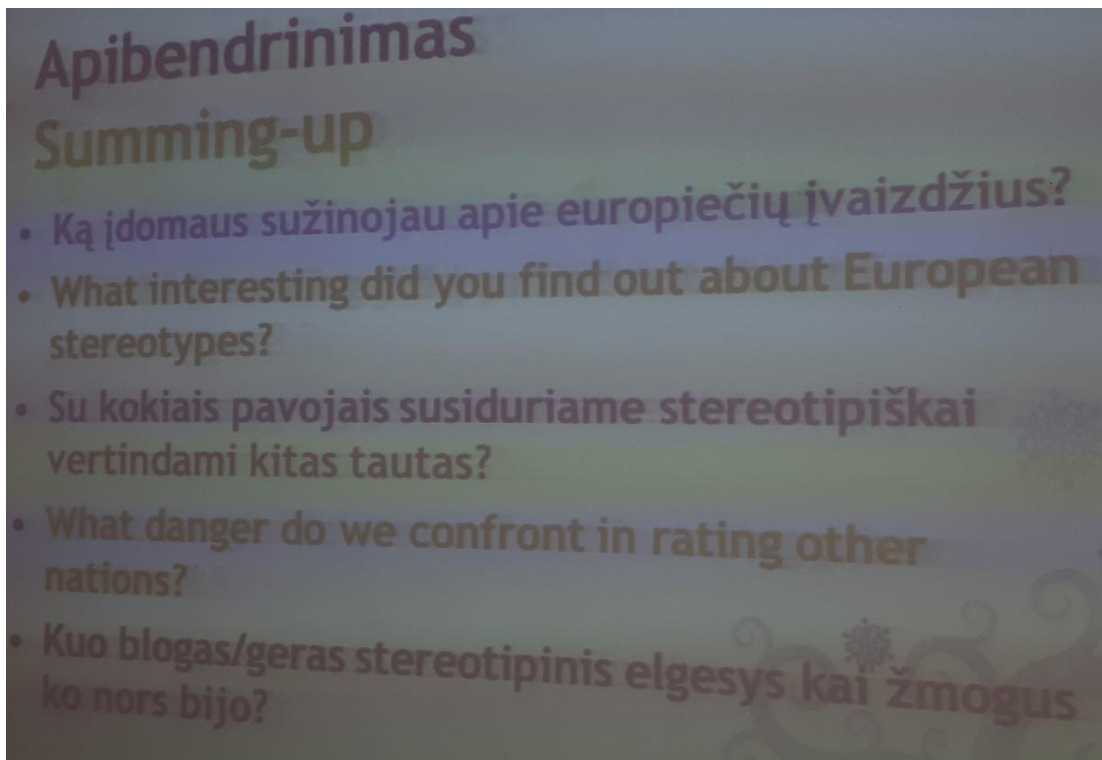 Apibendrinimas
Summing-up
• Ką įdomaus sužinojau apie europiečių įvaizdžius?
• What interesting did you find out about European
stereotypes?
• Su kokiais pavojais susiduriame stereotipiškai
vertindami kitas tautas?
• What danger do we confront in rating other
nations?
• Kuo blogas/geras stereotipinis elgesys kai žmogus
ko nors bijo?